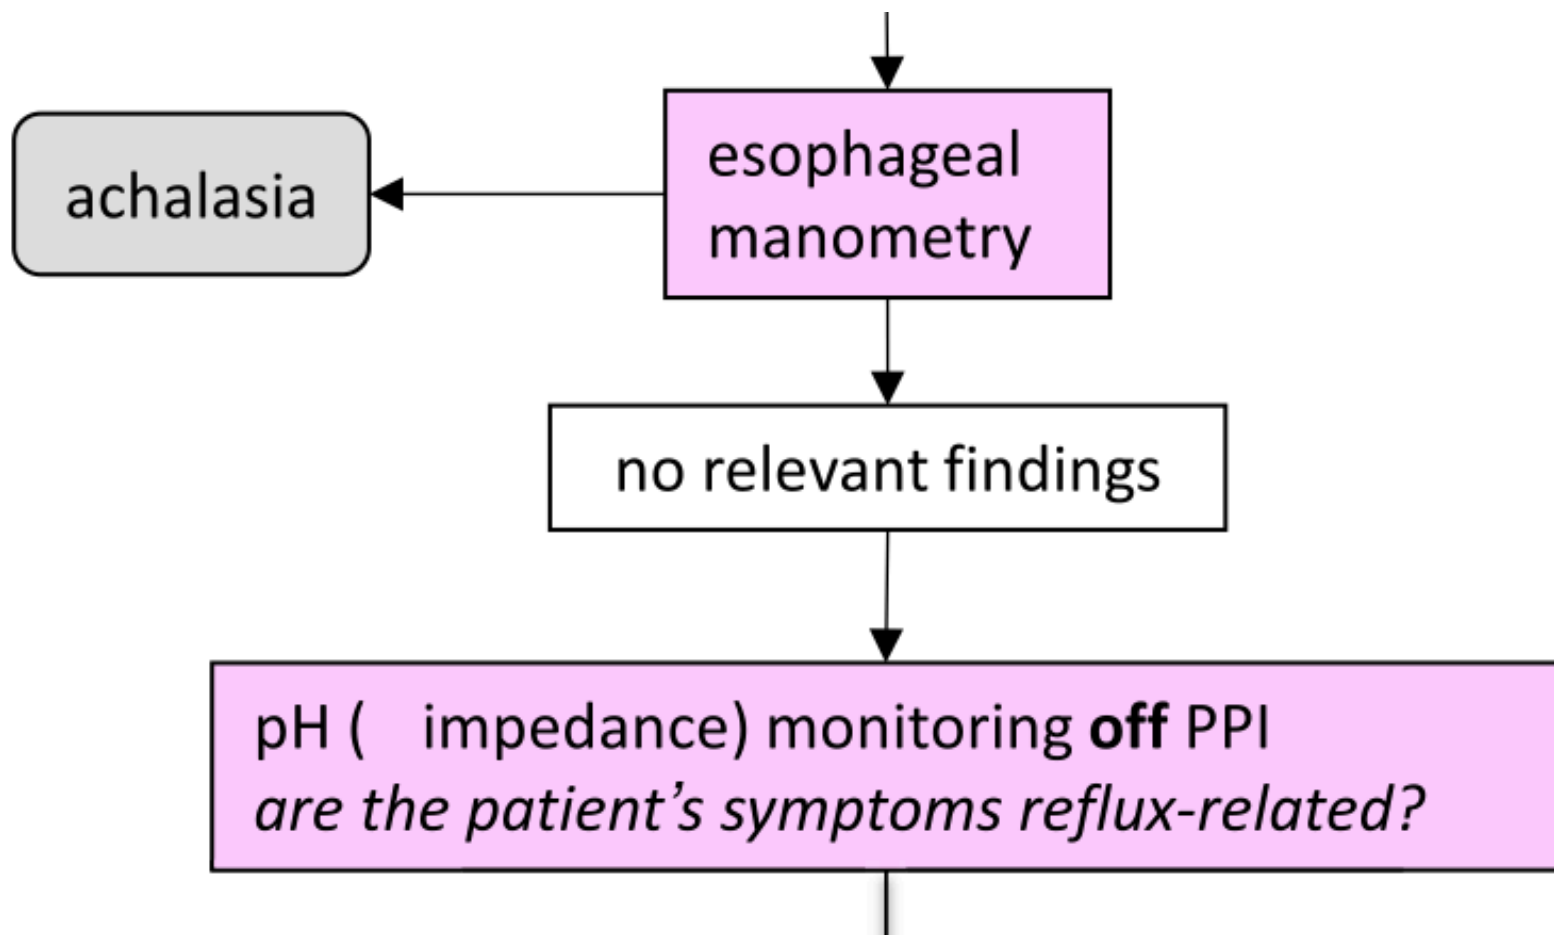 esophageal
manometry
achalasia
no relevant findings
pH (   impedance) monitoring off PPI
are the patient’s symptoms reflux-related?